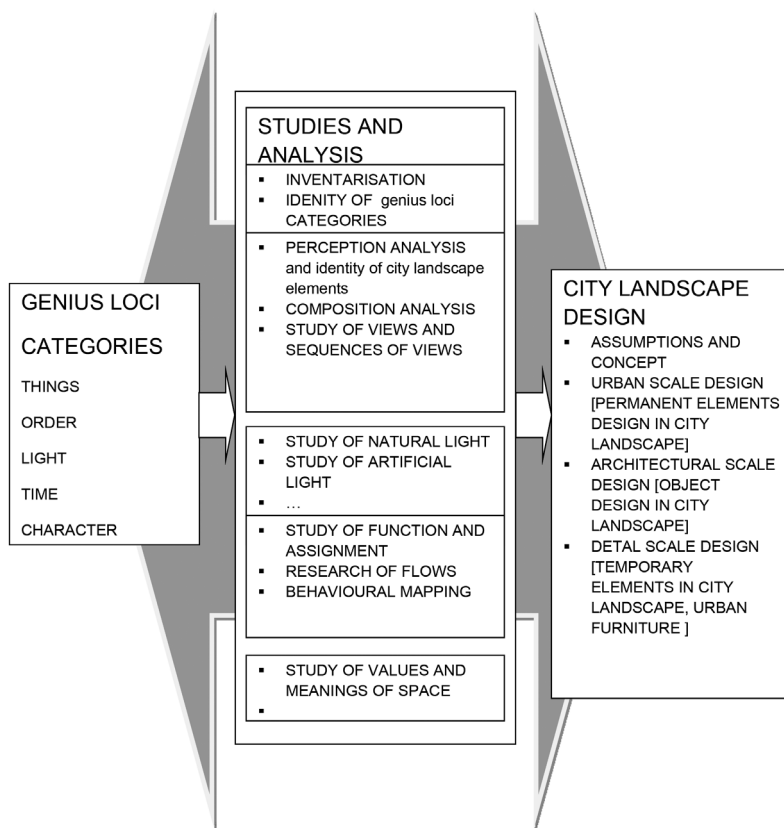 GENIUS LOCI
CATEGORIES
THINGS
ORDER
LIGHT
TIME
CHARACTER
STUDIES AND
ANALYSIS
▪ INVENTARISATION
▪ IDENITY OF genius loci
CATEGORIES
▪ PERCEPTION ANALYSIS
and identity of city landscape
elements
▪ COMPOSITION ANALYSIS
▪ STUDY OF VIEWS AND
SEQUENCES OF VIEWS
▪ STUDY OF NATURAL LIGHT
▪ STUDY OF ARTIFICIAL
LIGHT
▪ …
▪ STUDY OF FUNCTION AND
ASSIGNMENT
▪ RESEARCH OF FLOWS
▪ BEHAVIOURAL MAPPING
▪ STUDY OF VALUES AND
MEANINGS OF SPACE
▪
CITY LANDSCAPE
DESIGN
▪ ASSUMPTIONS AND
CONCEPT
▪ URBAN SCALE DESIGN
[PERMANENT ELEMENTS
DESIGN IN CITY
LANDSCAPE]
▪ ARCHITECTURAL SCALE
DESIGN [OBJECT
DESIGN IN CITY
LANDSCAPE]
▪ DETAL SCALE DESIGN
[TEMPORARY
ELEMENTS IN CITY
LANDSCAPE, URBAN
FURNITURE ]